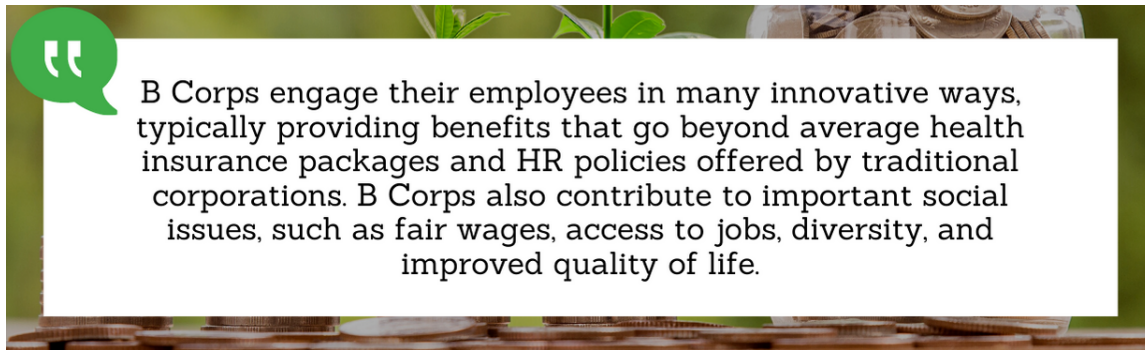 B Corps engage their employees in many innovative ways,
typically providing benefits that go beyond average health
insurance packages and HR policies offered by traditional
corporations. B Corps also contribute to important social
issues, such as fair wages, access to jobs, diversity, and
improved quality of life.